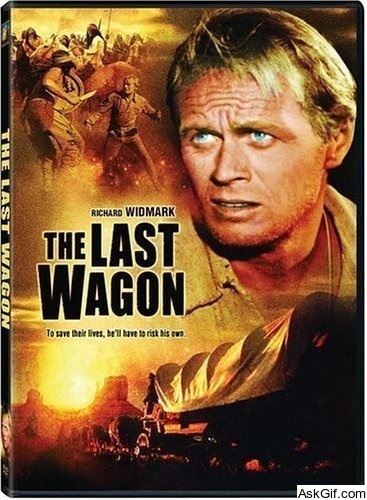 RICHARD WIDMARK
THE LAST
WAGON
To save their lives, he'll have to risk his own.
THE LAST WAGON
AskGif.com